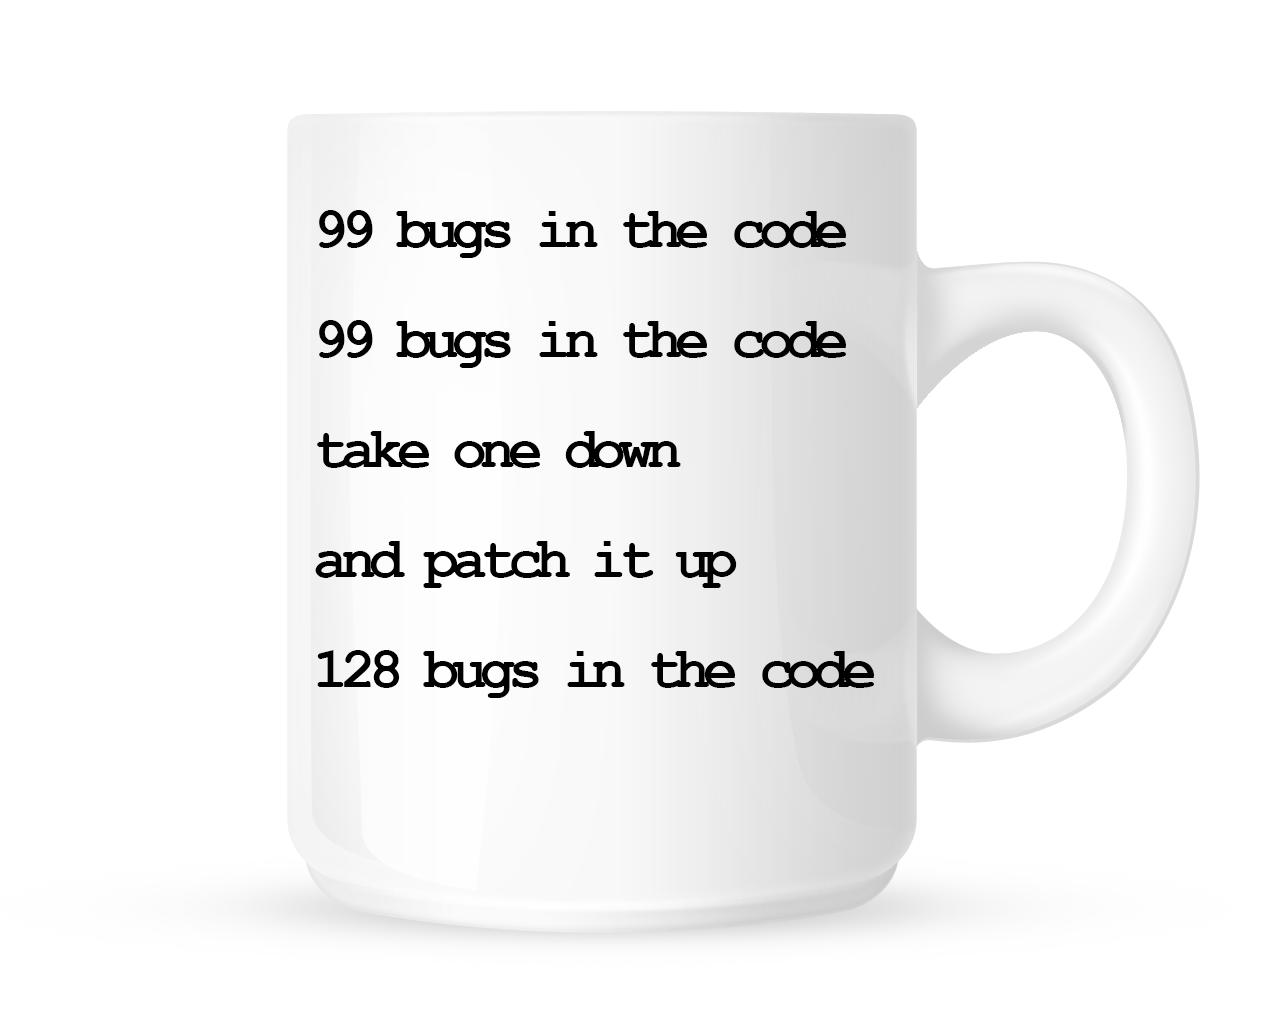 99 bugs in the code
99 bugs in the code
take one down
and patch it up
128 bugs in the code